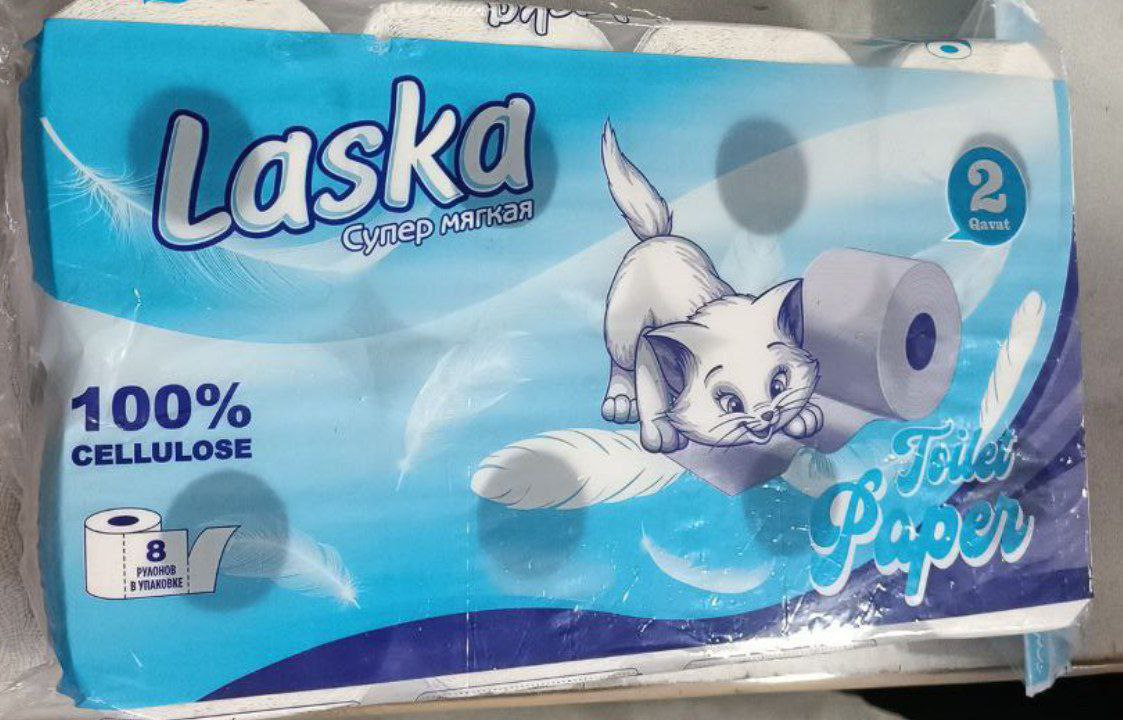 Laska
Супер мягкая
2
Qavat
100%
CELLULOSE
8
РУЛОНОВ
В УПАКОВКЕ
Toilet
Paper